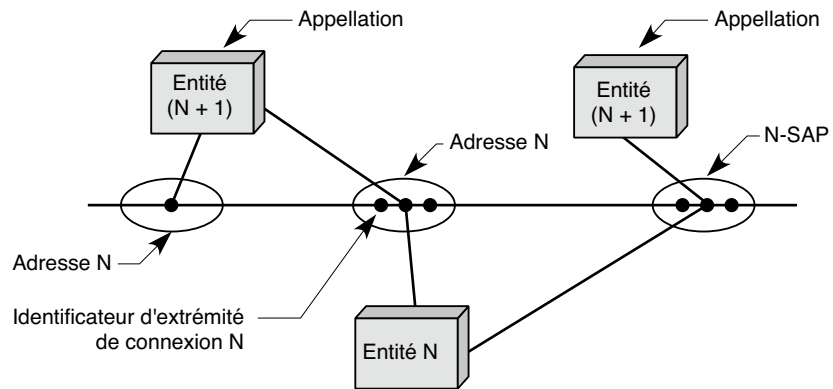 Appellation
Appellation
Entité
(N + 1)
Entité
(N + 1)
Adresse N
N-SAP
Adresse N
Identificateur d'extrémité
de connexion N
Entité N